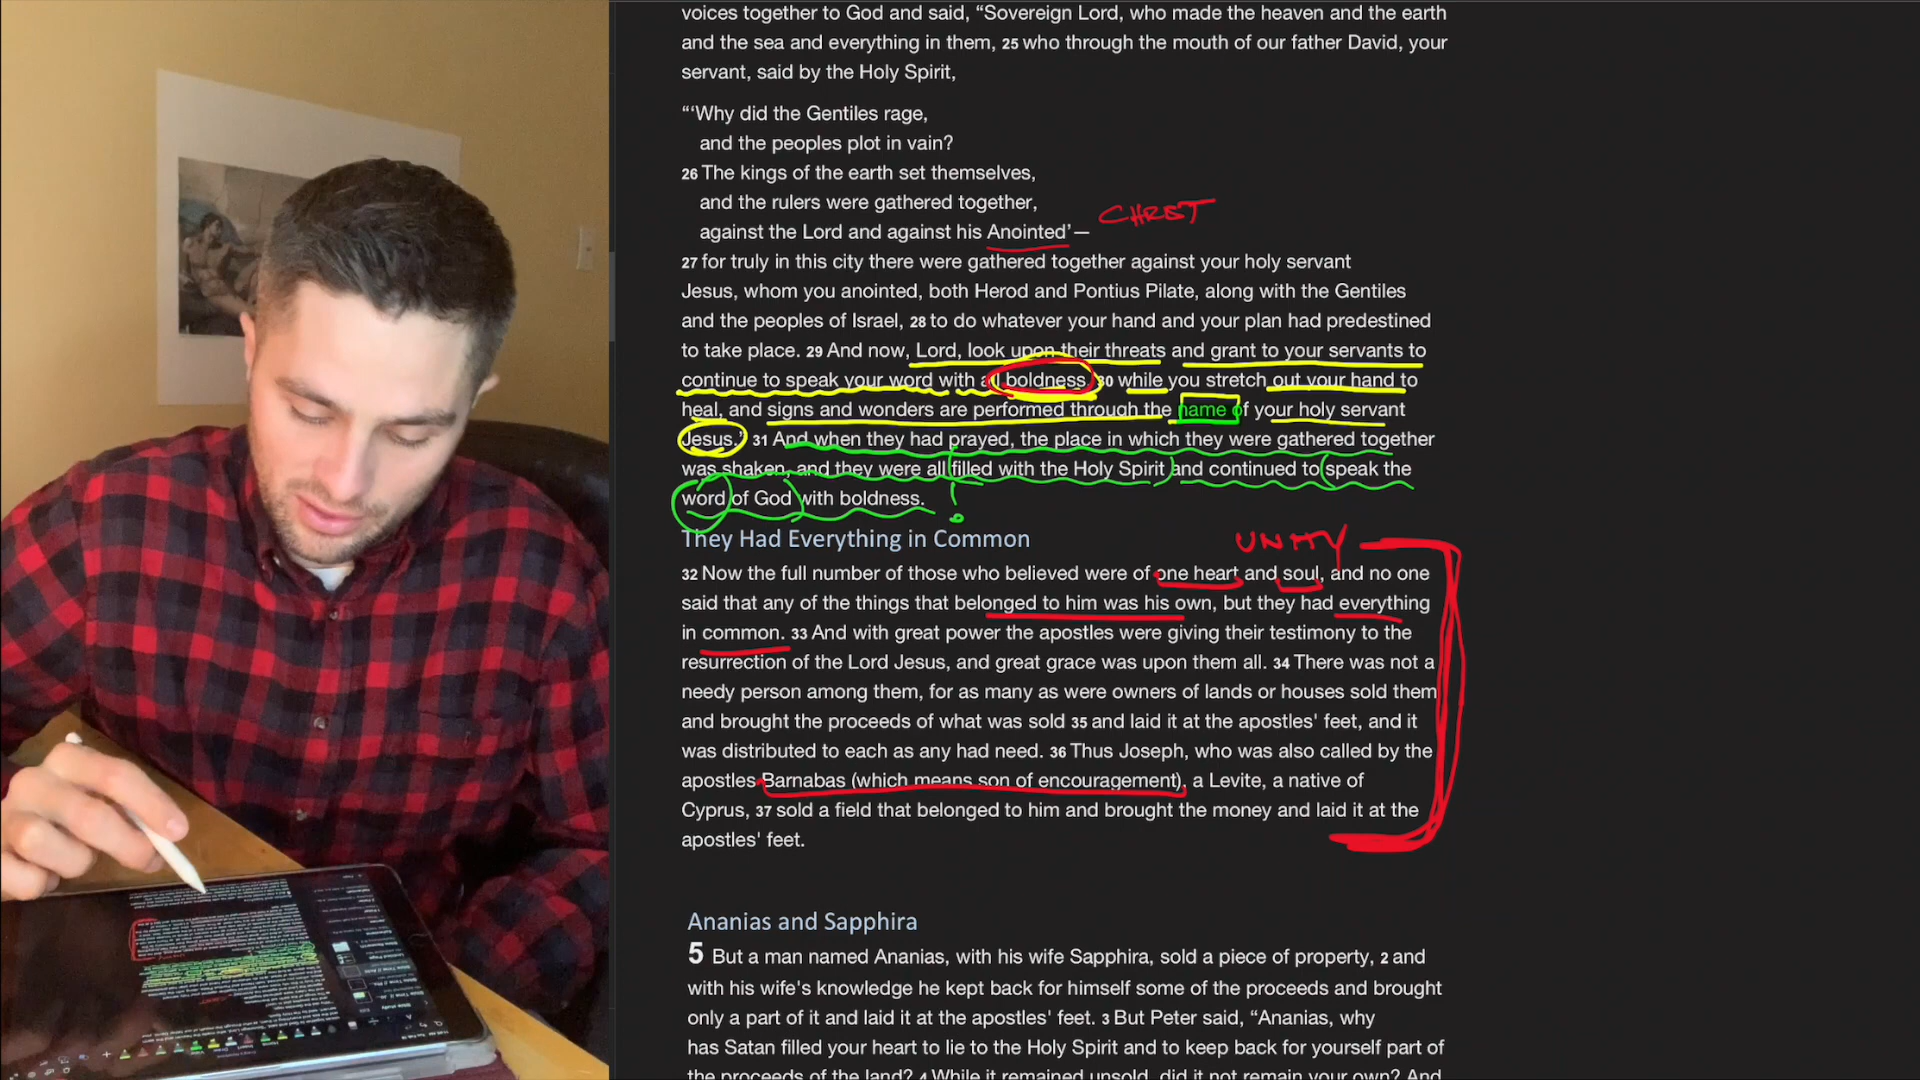 voices together to God and said, “Sovereign Lord, who made the heaven and the earth
and the sea and everything in them, 25 who through the mouth of our father David, your
servant, said by the Holy Spirit,
“‘Why did the Gentiles rage,
and the peoples plot in vain?
26 The kings of the earth set themselves,
and the rulers were gathered together,
against the Lord and against his Anointed’—
CHRST
27 for truly in this city there were gathered together against your holy servant
Jesus, whom you anointed, both Herod and Pontius Pilate, along with the Gentiles
and the peoples of Israel, 28 to do whatever your hand and your plan had predestined
to take place. 29 And now, Lord, look upon their threats and grant to your servants to
continue to speak your word with all boldness, 30 while you stretch out your hand to
heal, and signs and wonders are performed through the name of your holy servant
Jesus.” 31 And when they had prayed, the place in which they were gathered together
was shaken, and they were all filled with the Holy Spirit and continued to speak the
word of God with boldness.
They Had Everything in Common
UNITY
32 Now the full number of those who believed were of one heart and soul, and no one
said that any of the things that belonged to him was his own, but they had everything
in common. 33 And with great power the apostles were giving their testimony to the
resurrection of the Lord Jesus, and great grace was upon them all. 34 There was not a
needy person among them, for as many as were owners of lands or houses sold them
and brought the proceeds of what was sold 35 and laid it at the apostles' feet, and it
was distributed to each as any had need. 36 Thus Joseph, who was also called by the
apostles Barnabas (which means son of encouragement), a Levite, a native of
Cyprus, 37 sold a field that belonged to him and brought the money and laid it at the
apostles' feet.
Ananias and Sapphira
5 But a man named Ananias, with his wife Sapphira, sold a piece of property, 2 and
with his wife's knowledge he kept back for himself some of the proceeds and brought
only a part of it and laid it at the apostles' feet. 3 But Peter said, “Ananias, why
has Satan filled your heart to lie to the Holy Spirit and to keep back for yourself part of
the proceeds of the land? 4 While it remained unsold, did it not remain your own? And